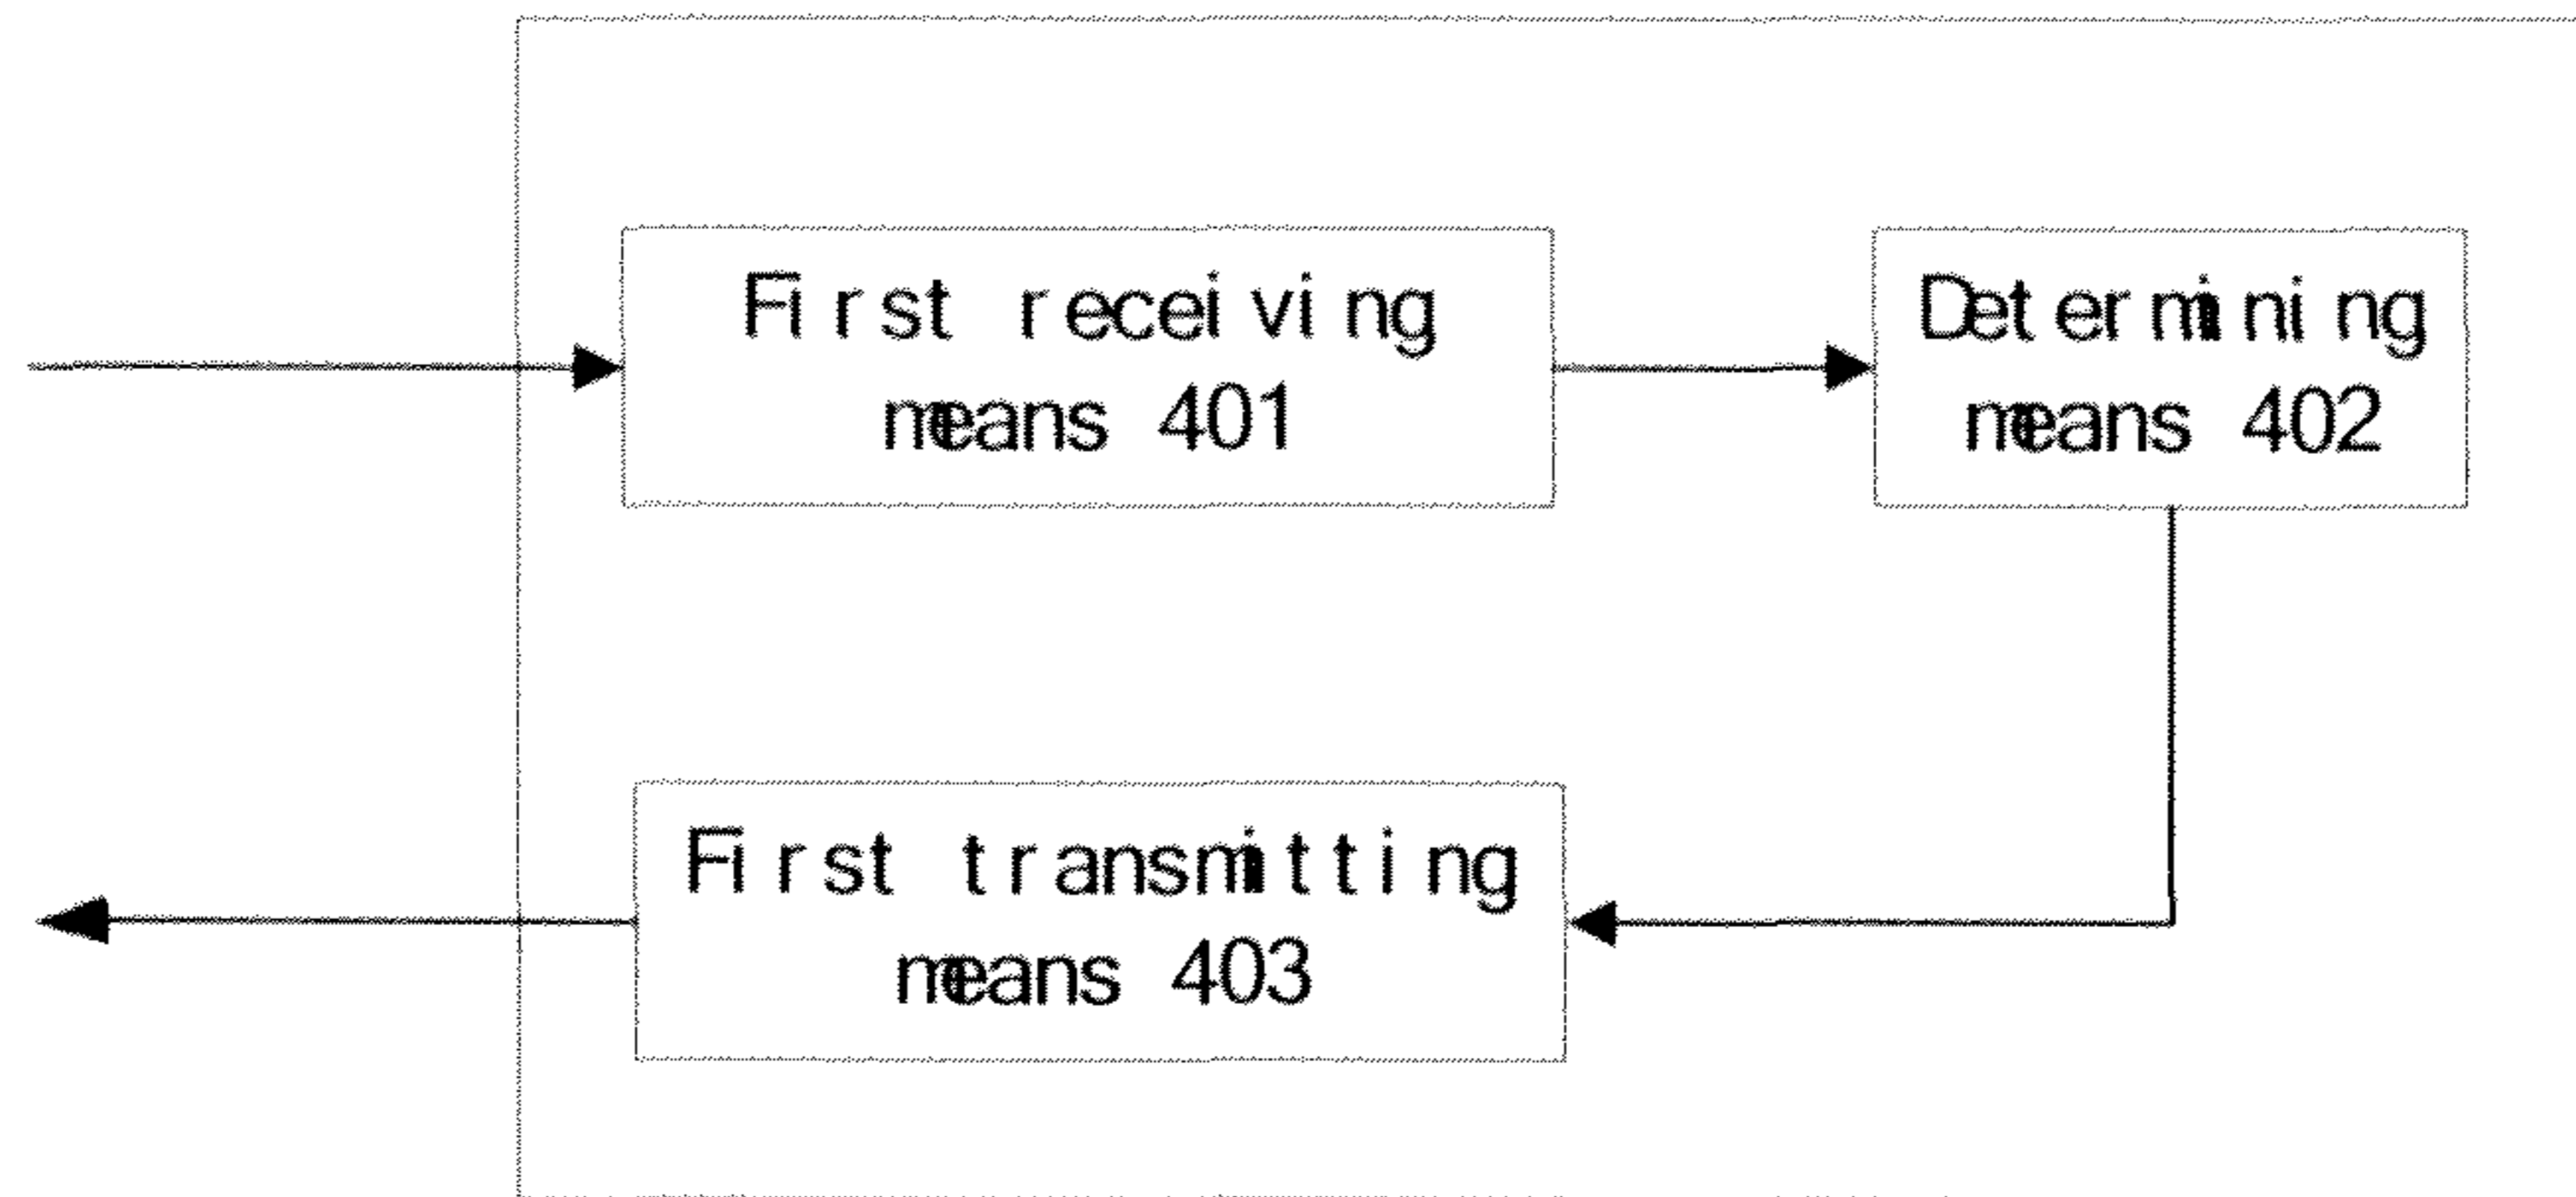 First receiving
means 401
Determining
means 402
First transmitting
means 403